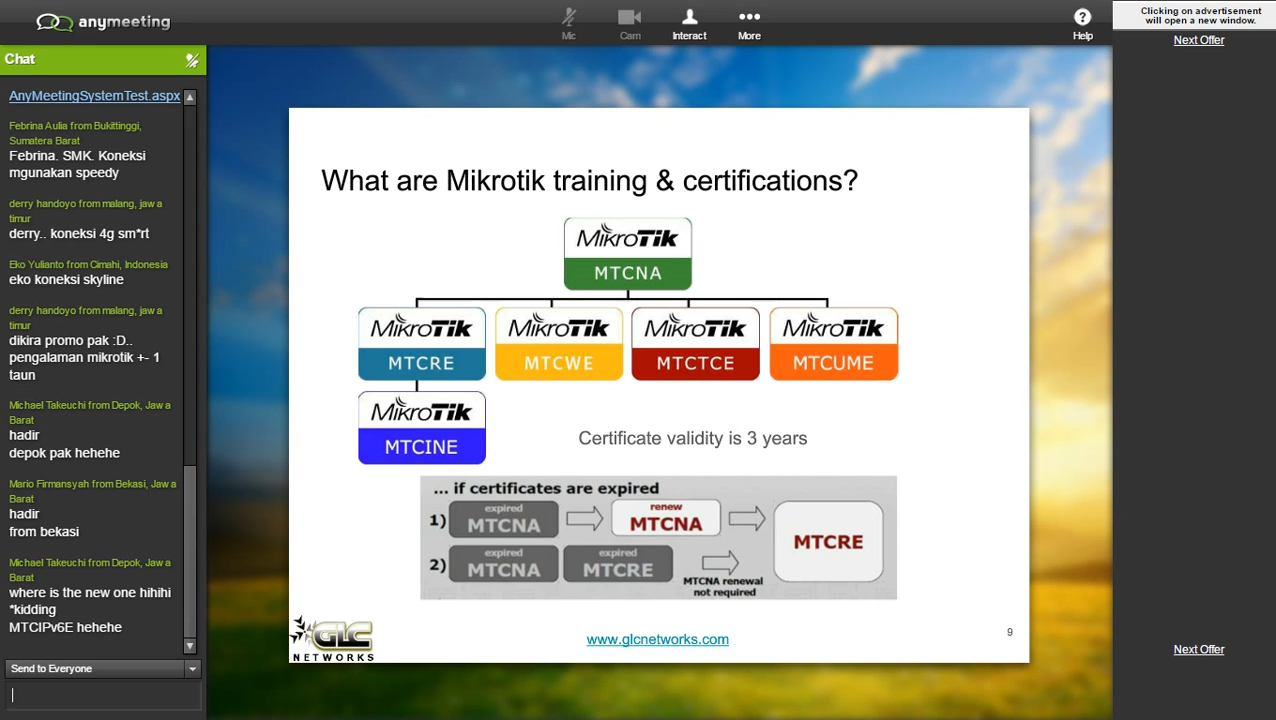 anymeeting
Mic
Cam
Interact
More
Help
Clicking on advertisement
will open a new window.
Next Offer
Chat
AnyMeetingSystemTest.aspx
Febrina Aulia from Bukittinggi,
Sumatera Barat
Febrina. SMK. Koneksi
mgunakan speedy
derry handoyo from malang, jawa
timur
derry.. koneksi 4g sm*rt
Eko Yulianto from Cimahi, Indonesia
eko koneksi skyline
derry handoyo from malang, jawa
timur
dikira promo pak :D..
pengalaman mikrotik +- 1
taun
Michael Takeuchi from Depok, Jawa
Barat
hadir
depok pak hehehe
Mario Firmansyah from Bekasi, Jawa
Barat
hadir
from bekasi
Michael Takeuchi from Depok, Jawa
Barat
where is the new one hihihi
*kidding
MTCIPv6E hehehe
Send to Everyone
What are Mikrotik training & certifications?
MikroTik
MTCNA
MikroTik MikroTik MikroTik MikroTik
MTCRE MTCWE MTCTCE MTCUME
MikroTik
MTCINE
Certificate validity is 3 years
... if certificates are expired
1) expired MTCNA renew MTCNA
MTCRE
2) expired MTCNA expired MTCRE
MTCNA renewal
not required
GLC
NETWORKS
www.glcnetworks.com
9
Next Offer